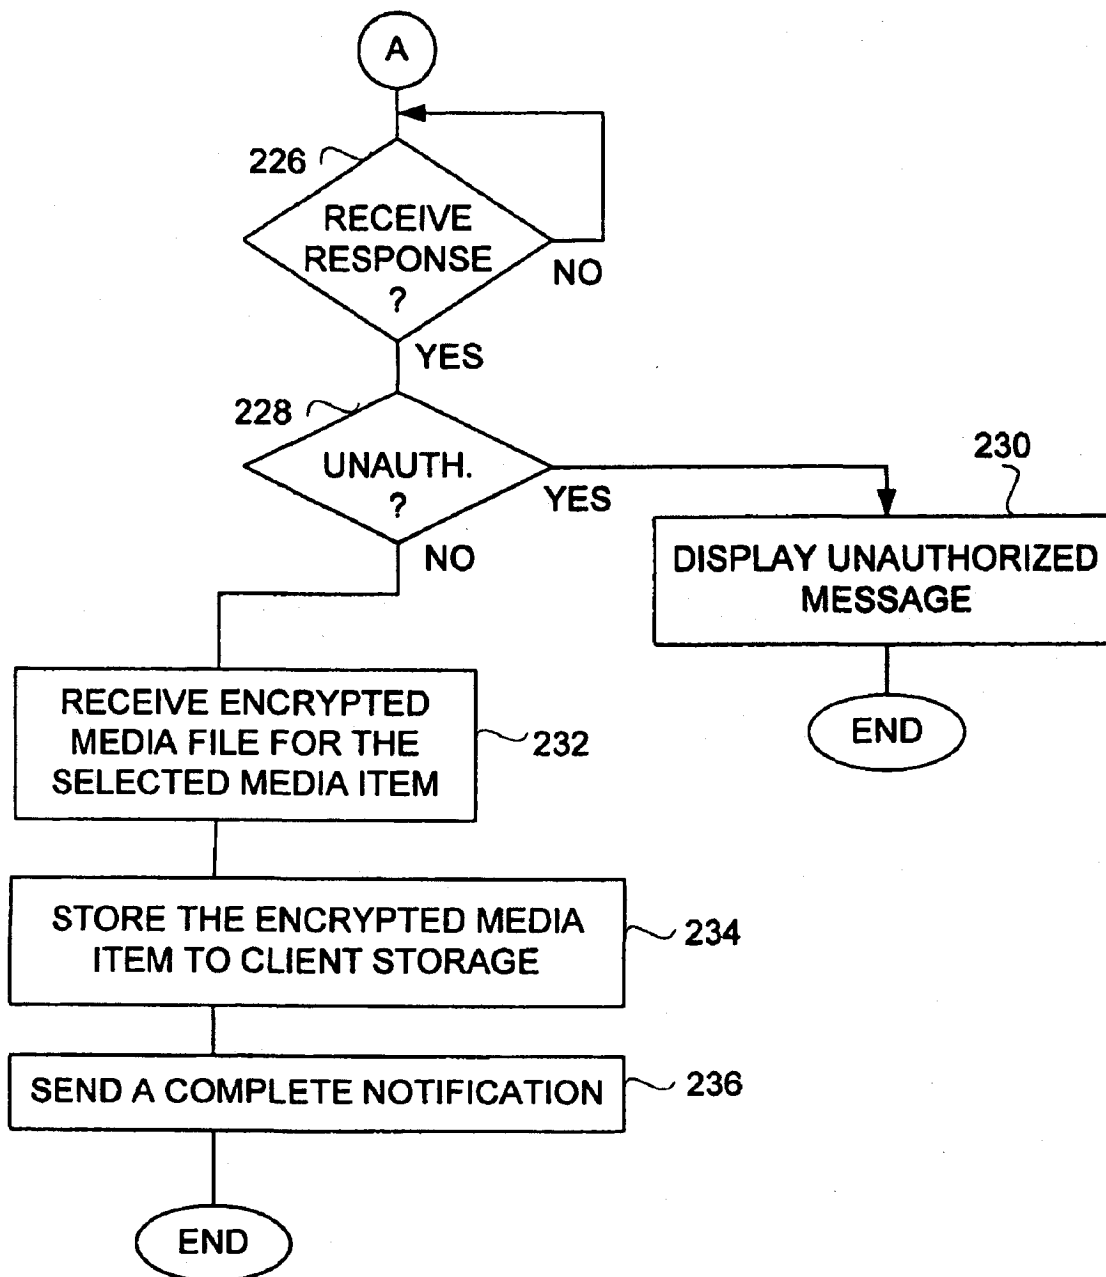 A
226
RECEIVE
RESPONSE
?
NO
YES
228
UNAUTH.
?
YES
NO
230
DISPLAY UNAUTHORIZED
MESSAGE
END
RECEIVE ENCRYPTED
MEDIA FILE FOR THE
SELECTED MEDIA ITEM
232
STORE THE ENCRYPTED MEDIA
ITEM TO CLIENT STORAGE
234
SEND A COMPLETE NOTIFICATION
236
END